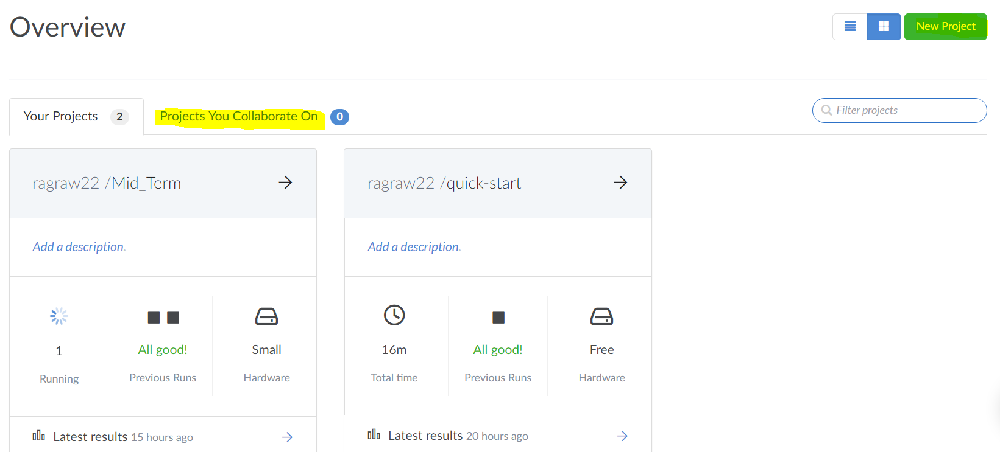 Overview
New Project
Your Projects 2
Projects You Collaborate On 0
Filter projects
ragraw22 /Mid_Term
Add a description.
1
Running
All good!
Previous Runs
Small
Hardware
Latest results 15 hours ago
ragraw22 /quick-start
Add a description.
16m
Total time
All good!
Previous Runs
Free
Hardware
Latest results 20 hours ago